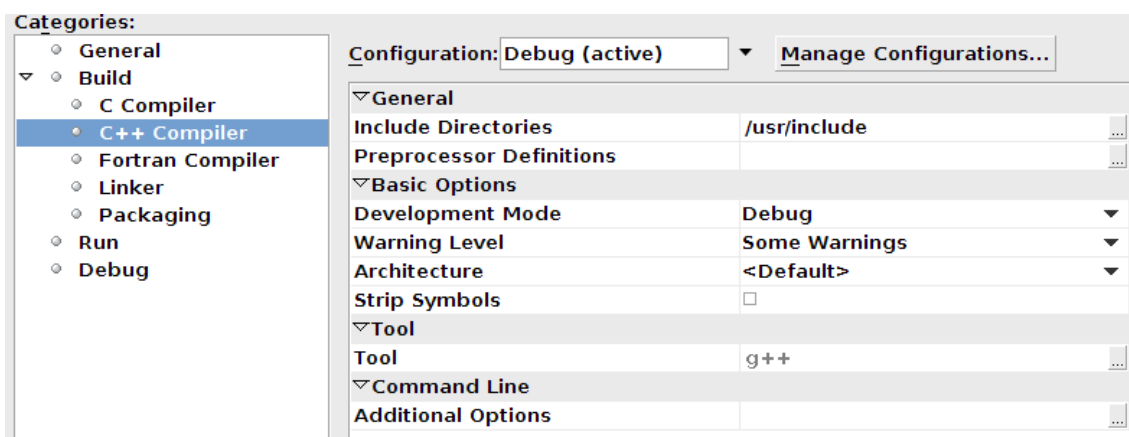 Categories:
General
Build
C Compiler
C++ Compiler
Fortran Compiler
Linker
Packaging
Run
Debug
Configuration: Debug (active) Manage Configurations...
General
Include Directories /usr/include ...
Preprocessor Definitions ...
Basic Options
Development Mode Debug
Warning Level Some Warnings
Architecture <Default>
Strip Symbols
Tool
Tool g++ ...
Command Line
Additional Options ...